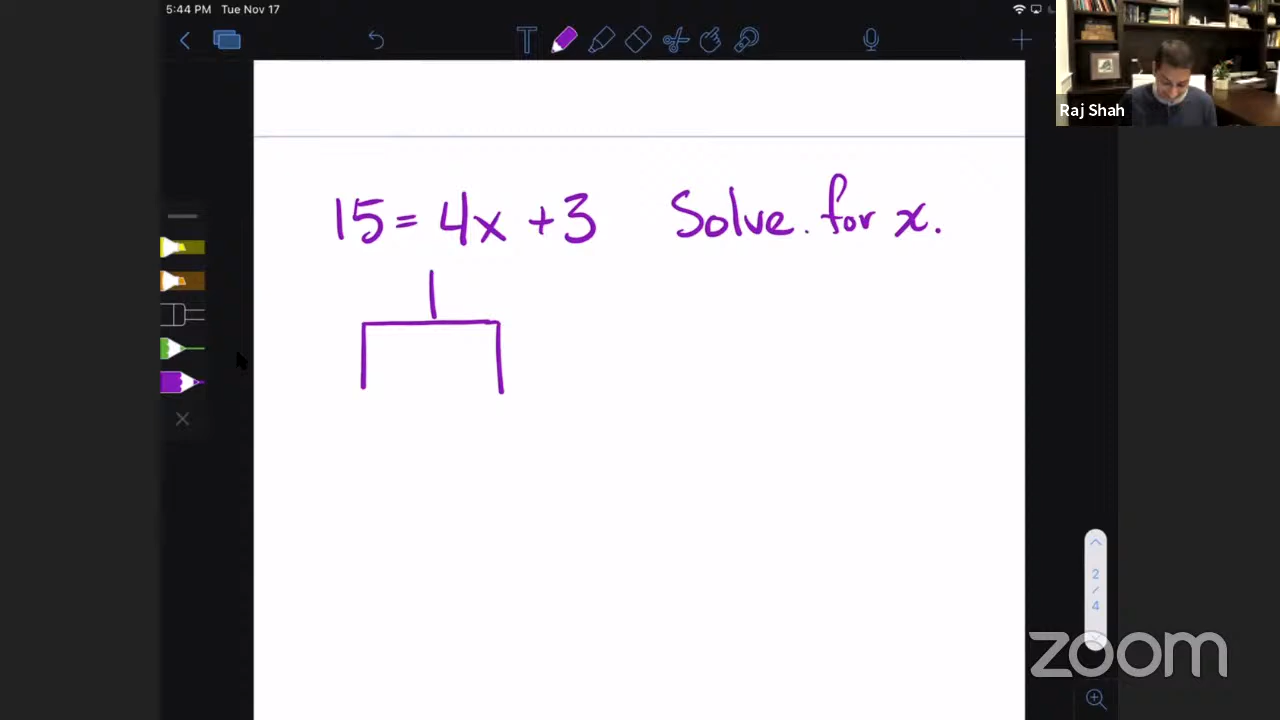 5:44 PM Tue Nov 17
Raj Shah
15 = 4x + 3 Solve. for x.
2
/
4
zoom